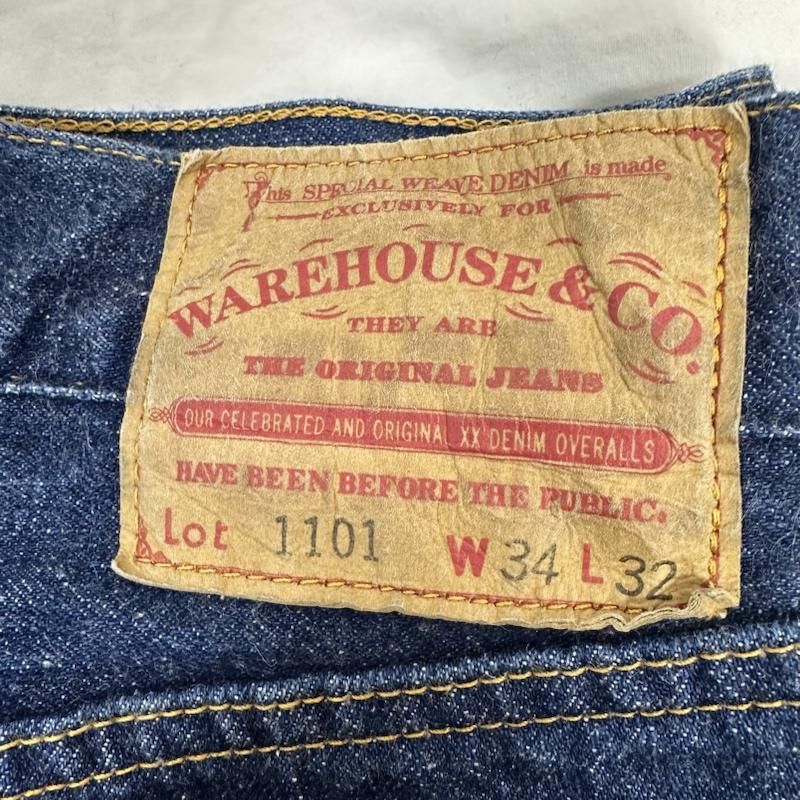 This SPECIAL WEAVE DENIM is made
EXCLUSIVELY FOR
WAREHOUSE & CO.
THEY ARE
THE ORIGINAL JEANS
OUR CELEBRATED AND ORIGINAL XX DENIM OVERALLS
HAVE BEEN BEFORE THE PUBLIC.
Lot 1101 W 34 L 32